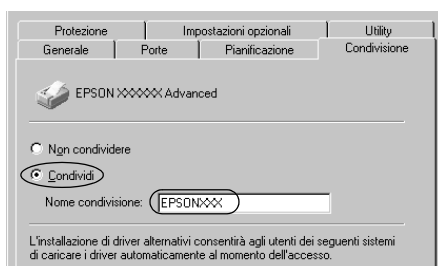 Protezione Impostazioni opzionali Utility
Generale Porte Pianificazione Condivisione
EPSON XXXXXX Advanced
Non condividere
Condividi
Nome condivisione: EPSONXXX
L'installazione di driver alternativi consentirà agli utenti dei seguenti sistemi
di caricare i driver automaticamente al momento dell'accesso.